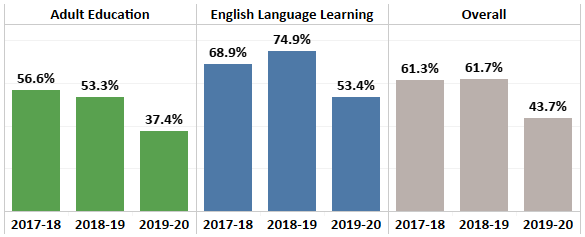 Adult Education English Language Learning Overall
56.6% 53.3% 37.4% 68.9% 74.9% 53.4% 61.3% 61.7% 43.7%
2017-18 2018-19 2019-20 2017-18 2018-19 2019-20 2017-18 2018-19 2019-20